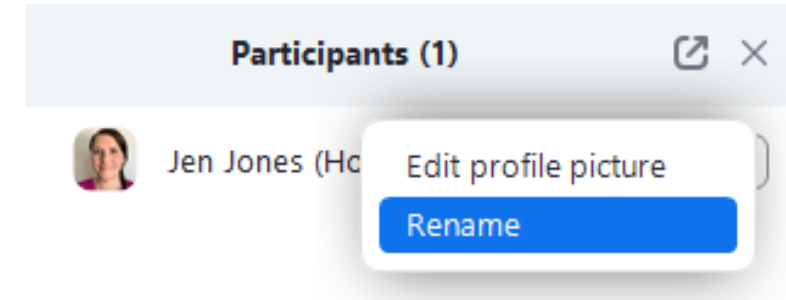 Participants (1)
Jen Jones (Ho
Edit profile picture
Rename